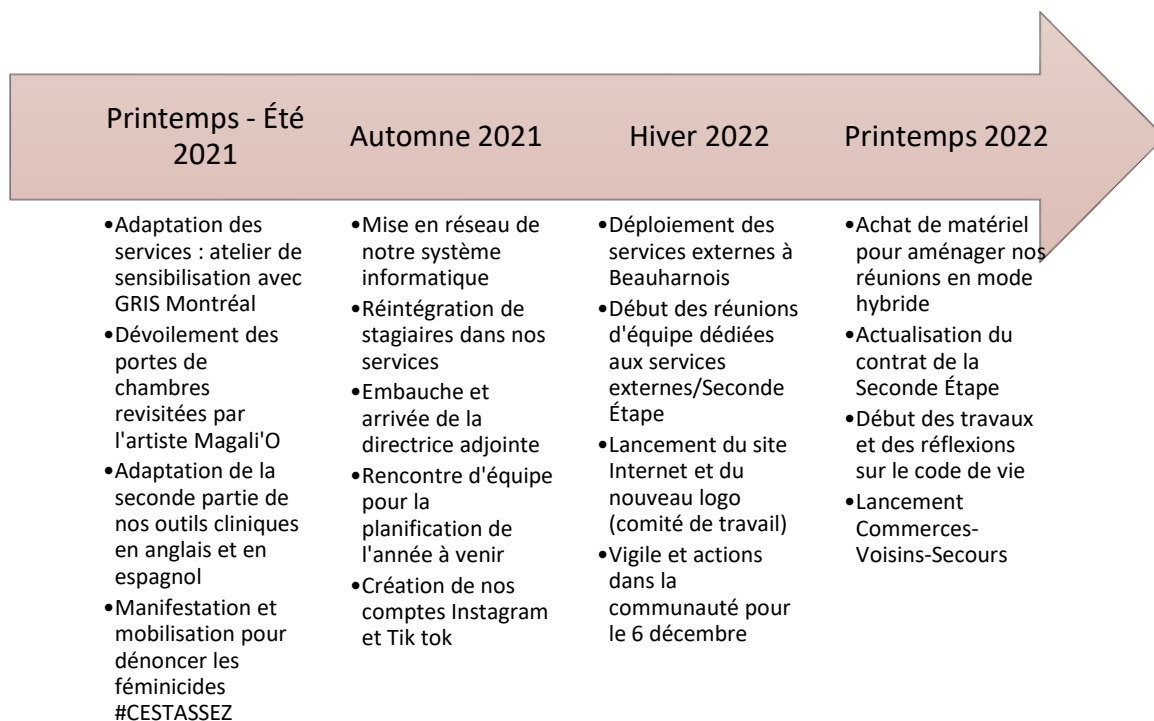 Printemps - Été
2021
Automne 2021
Hiver 2022
Printemps 2022
•Adaptation des
services : atelier de
sensibilisation avec
GRIS Montréal
•Dévoilement des
portes de
chambres
revisitées par
l'artiste Magali'O
•Adaptation de la
seconde partie de
nos outils cliniques
en anglais et en
espagnol
•Manifestation et
mobilisation pour
dénoncer les
féminicides
#CESTASSEZ
•Mise en réseau de
notre système
informatique
•Réintégration de
stagiaires dans nos
services
•Embauche et
arrivée de la
directrice adjointe
•Rencontre d'équipe
pour la
planification de
l'année à venir
•Création de nos
comptes Instagram
et Tik tok
•Déploiement des
services externes à
Beauharnois
•Début des réunions
d'équipe dédiées
aux services
externes/Seconde
Étape
•Lancement du site
Internet et du
nouveau logo
(comité de travail)
•Vigile et actions
dans la
communauté pour
le 6 décembre
•Achat de matériel
pour aménager nos
réunions en mode
hybride
•Actualisation du
contrat de la
Seconde Étape
•Début des travaux
et des réflexions
sur le code de vie
•Lancement
Commerces-
Voisins-Secours